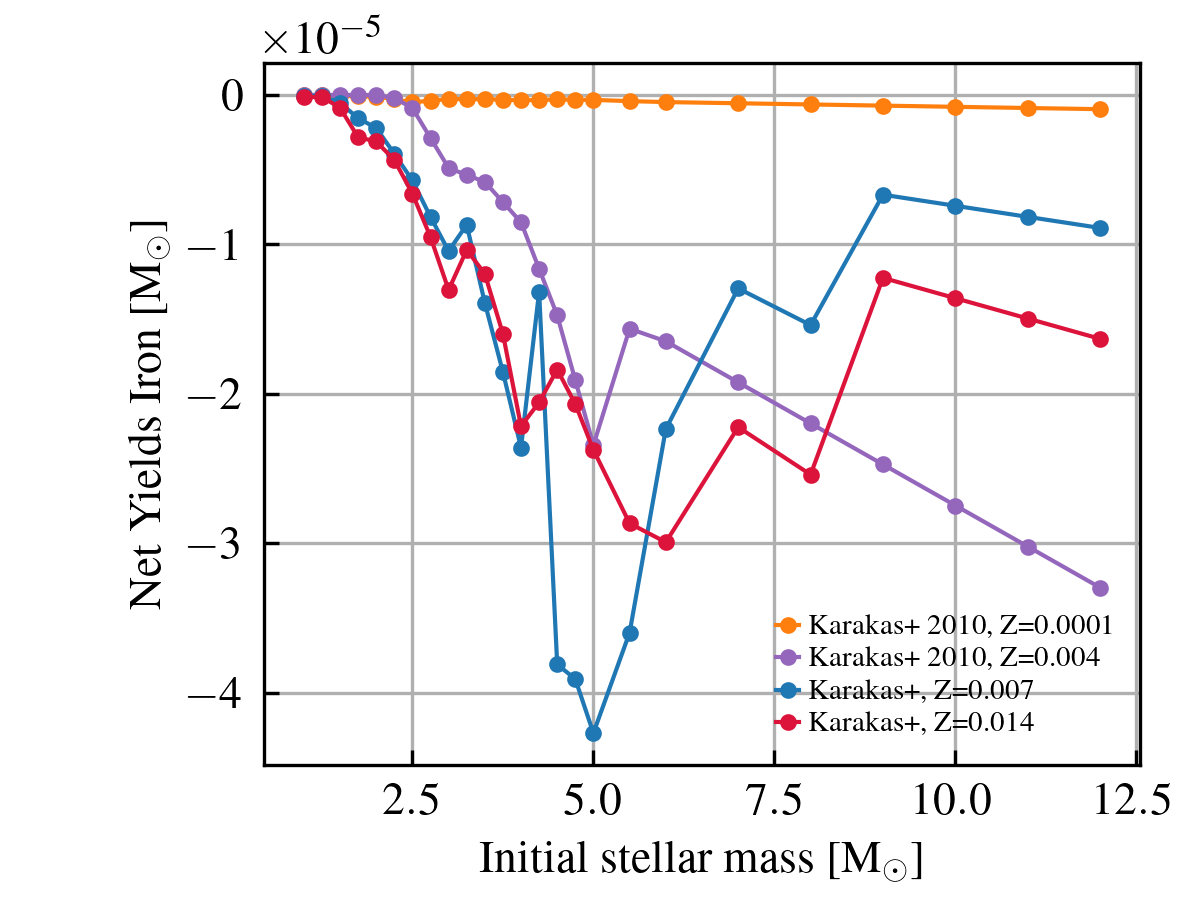 ×10⁻⁵
0
−1
−2
−3
−4
Net Yields Iron [M☉]
Karakas+ 2010, Z=0.0001
Karakas+ 2010, Z=0.004
Karakas+, Z=0.007
Karakas+, Z=0.014
2.5 5.0 7.5 10.0 12.5
Initial stellar mass [M☉]